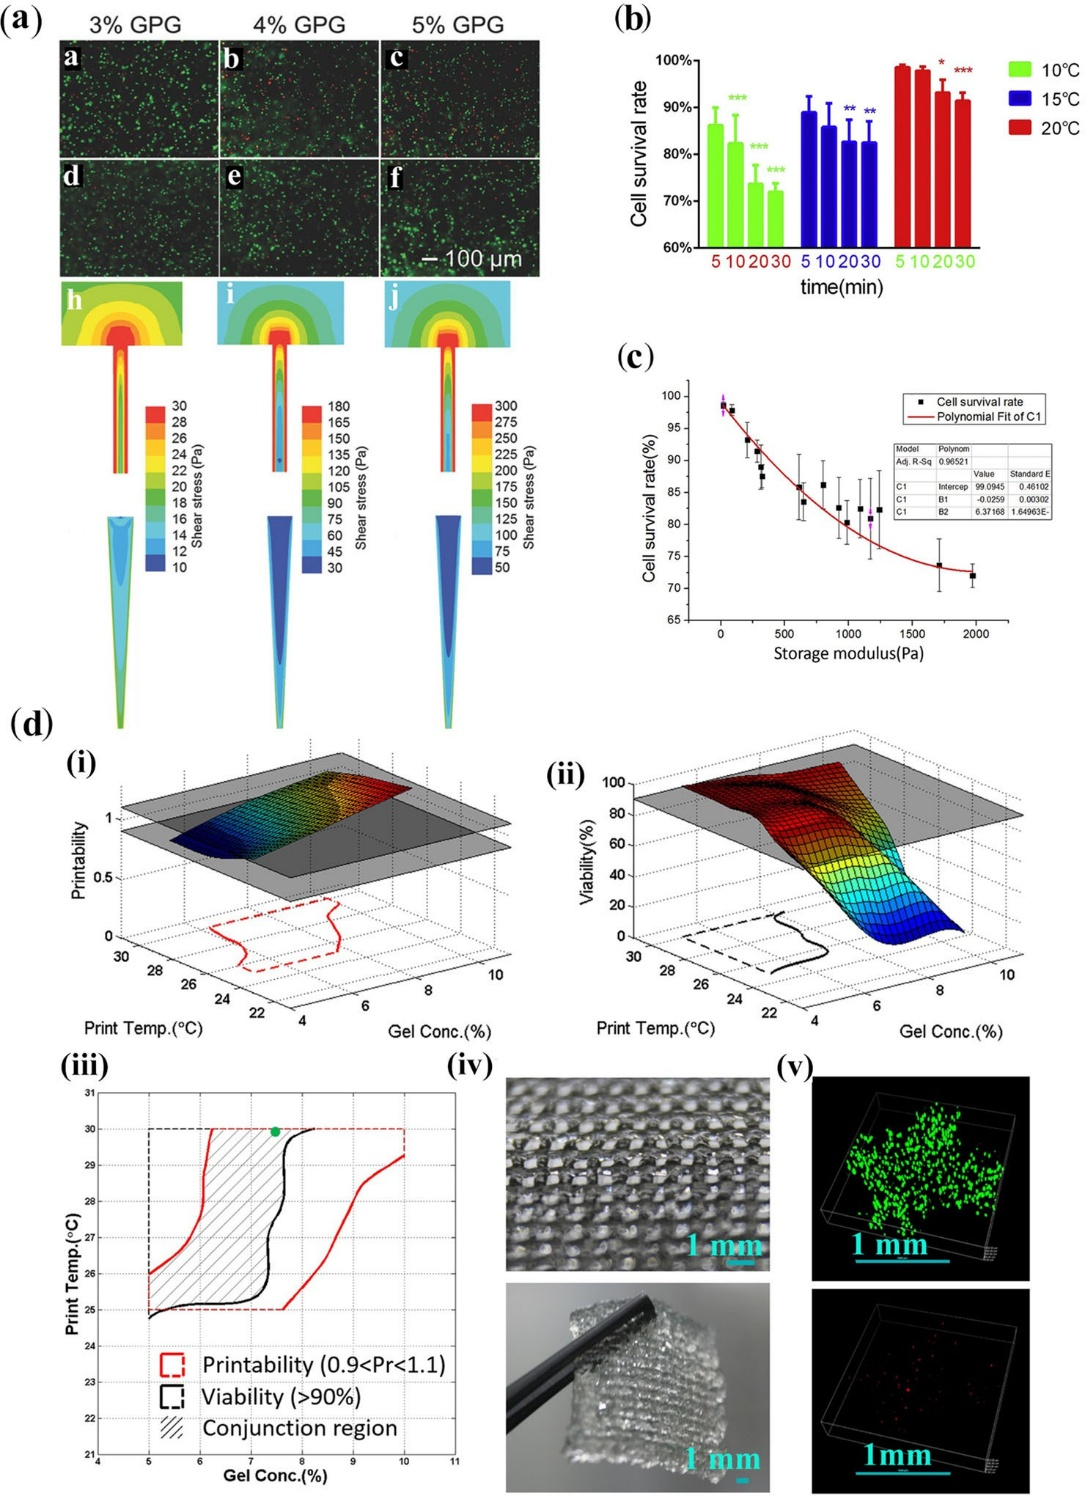 (a)
3% GPG 4% GPG 5% GPG
a b c
d e f
100 µm
h i j
30
28
26
24
22
20
18
16
14
12
10
Shear stress (Pa)
180
165
150
135
120
105
90
75
60
45
30
Shear stress (Pa)
300
275
250
225
200
175
150
125
100
75
50
Shear stress (Pa)
(b)
100%
90%
80%
70%
60%
Cell survival rate
*** *** *** ** ** * ***
5 10 20 30 5 10 20 30 5 10 20 30
time(min)
10°C
15°C
20°C
(c)
100
95
90
85
80
75
70
65
Cell survival rate(%)
0 500 1000 1500 2000
Storage modulus(Pa)
Cell survival rate
Polynomial Fit of C1
Model Polynom
Adj. R-Sq 0.96521
Value Standard E
C1 Intercep 99.0945 0.46102
C1 B1 -0.0259 0.00302
C1 B2 6.37168 1.64963E-
(d)
(i)
1
0.5
0
Printability
30 28 26 24 22
Print Temp.(°C)
4 6 8 10
Gel Conc.(%)
(ii)
100
80
60
40
20
0
Viability(%)
30 28 26 24 22
Print Temp.(°C)
4 6 8 10
Gel Conc.(%)
(iii)
31
30
29
28
27
26
25
24
23
22
21
Print Temp.(°C)
Printability (0.9<Pr<1.1)
Viability (>90%)
Conjunction region
4 5 6 7 8 9 10 11
Gel Conc.(%)
(iv)
1 mm
1 mm
(v)
1 mm
1mm